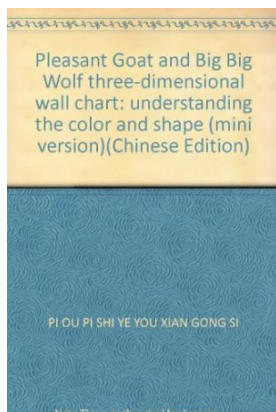 Pleasant Goat and Big Big
Wolf three-dimensional
wall chart: understanding
the color and shape (mini
version)(Chinese Edition)
PI OU PI SHI YE YOU XIAN GONG SI